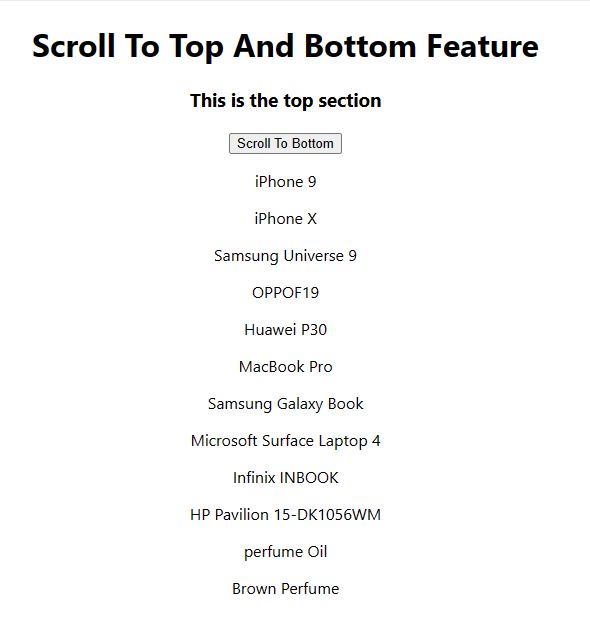 Scroll To Top And Bottom Feature
This is the top section
Scroll To Bottom
iPhone 9
iPhone X
Samsung Universe 9
OPPOF19
Huawei P30
MacBook Pro
Samsung Galaxy Book
Microsoft Surface Laptop 4
Infinix INBOOK
HP Pavilion 15-DK1056WM
perfume Oil
Brown Perfume